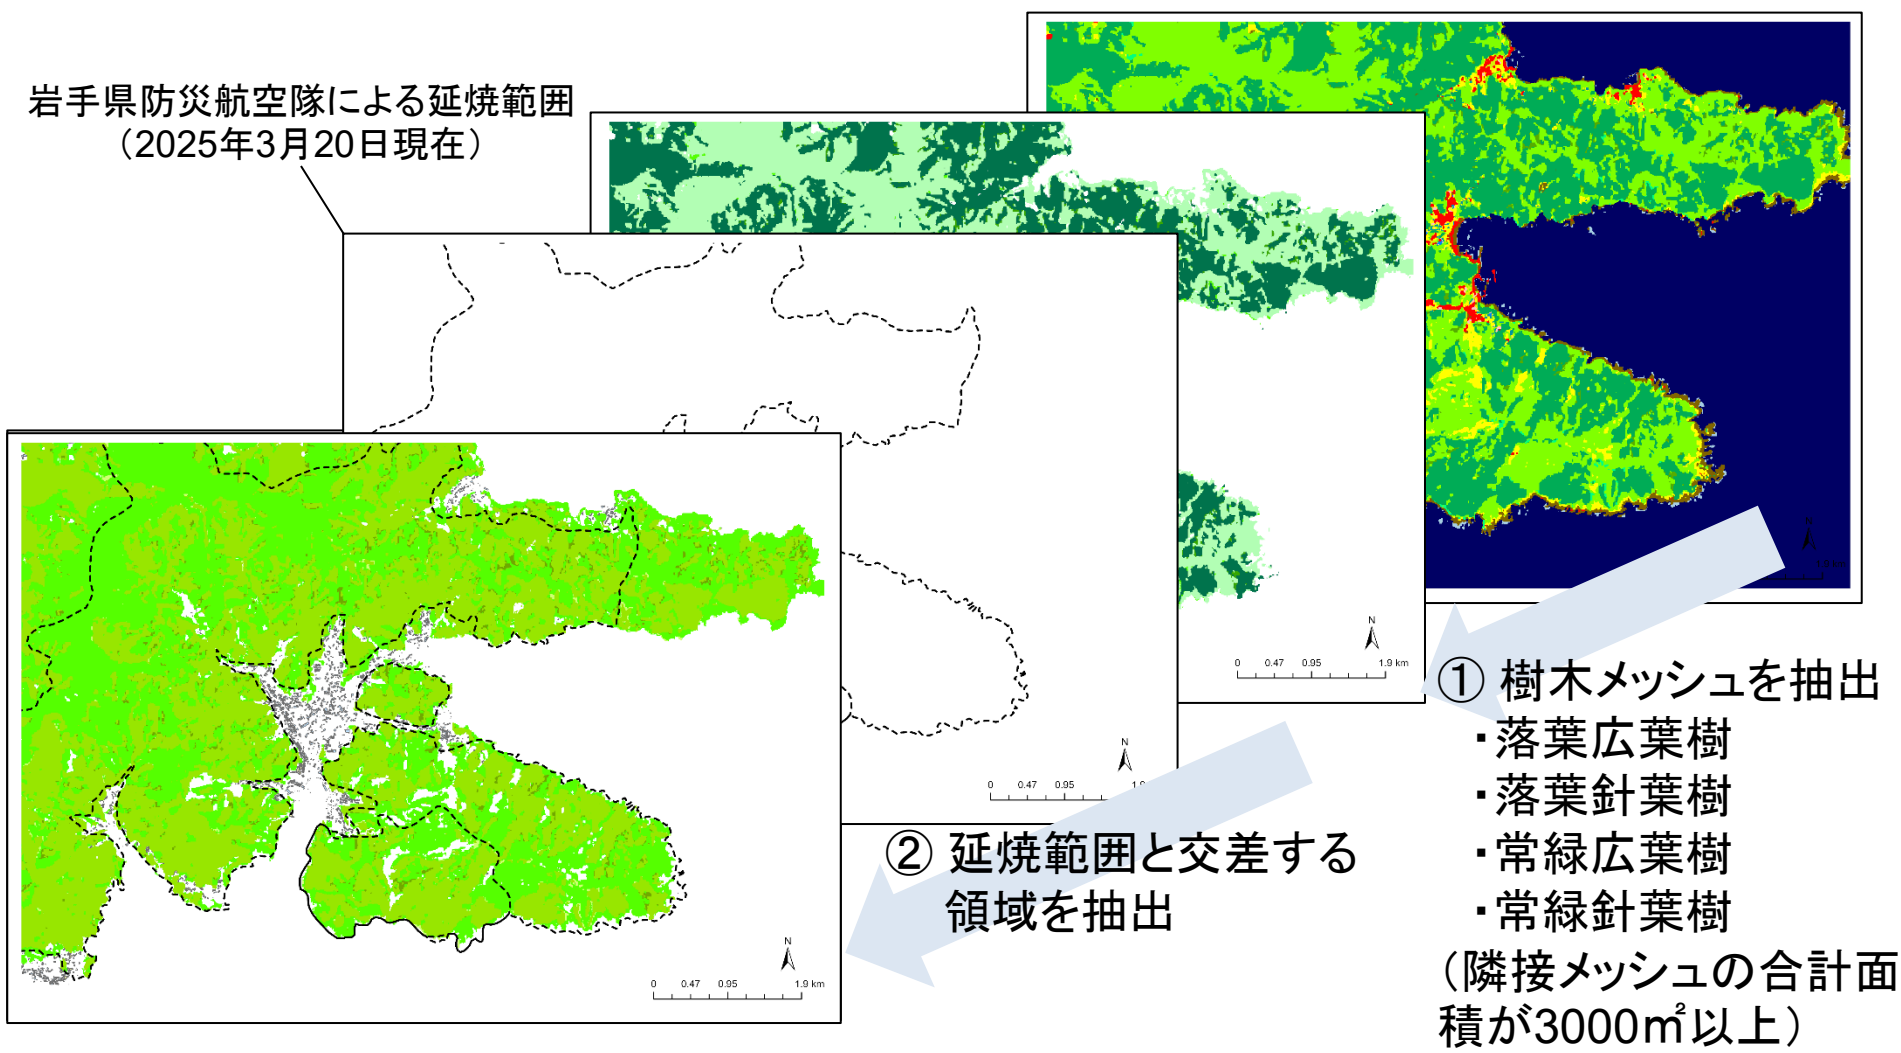 岩手県防災航空隊による延焼範囲
（2025年3月20日現在）
N
0 0.47 0.95 1.9 km
① 樹木メッシュを抽出
・落葉広葉樹
・落葉針葉樹
・常緑広葉樹
・常緑針葉樹
（隣接メッシュの合計面
積が3000㎡以上）
N
0 0.47 0.95
② 延焼範囲と交差する
領域を抽出
N
0 0.47 0.95 1.9 km